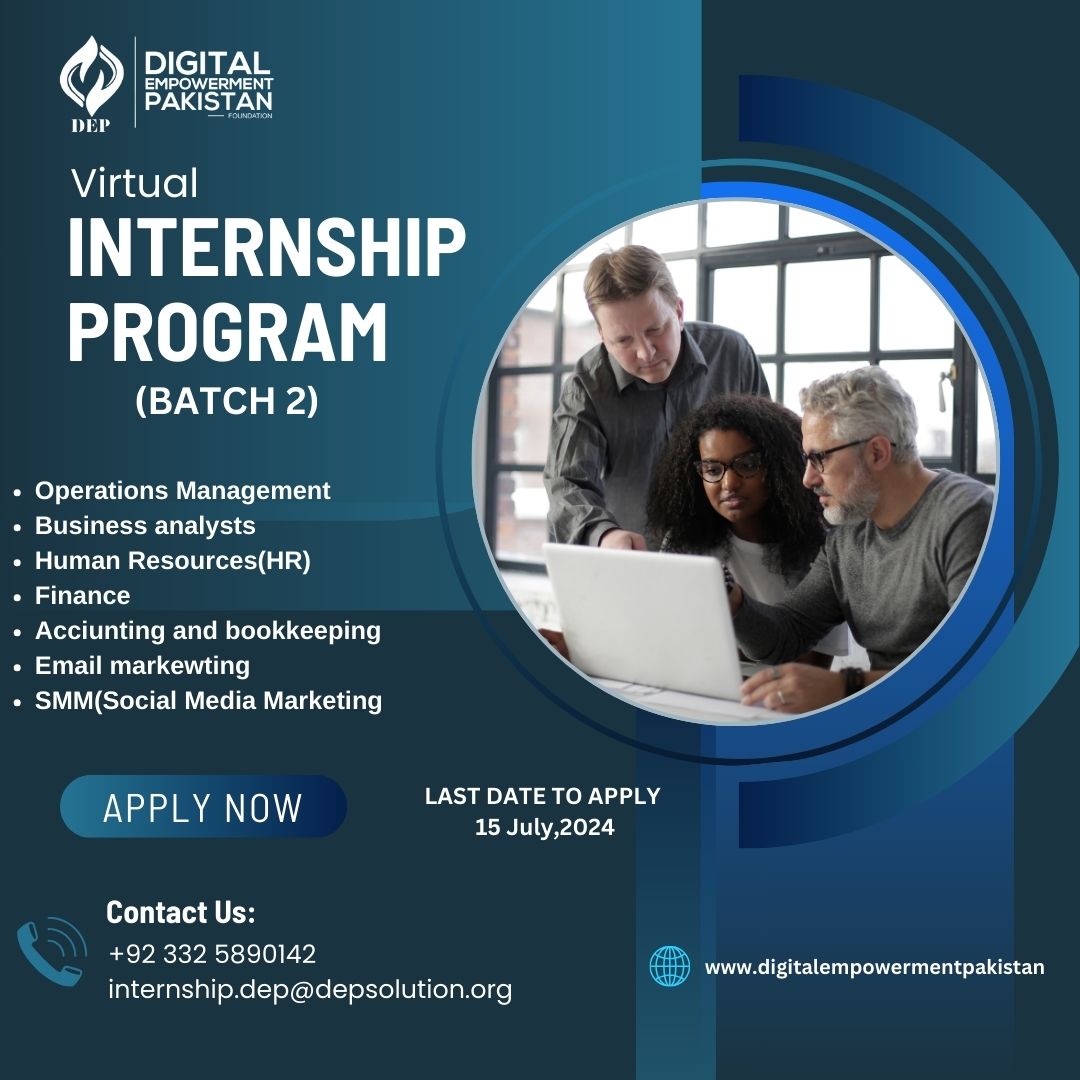 DIGITAL
EMPOWERMENT
PAKISTAN
FOUNDATION
DEP
Virtual
INTERNSHIP
PROGRAM
(BATCH 2)
• Operations Management
• Business analysts
• Human Resources(HR)
• Finance
• Acciunting and bookkeeping
• Email markewting
• SMM(Social Media Marketing
APPLY NOW
LAST DATE TO APPLY
15 July,2024
Contact Us:
+92 332 5890142
internship.dep@depsolution.org
www.digitalempowermentpakistan